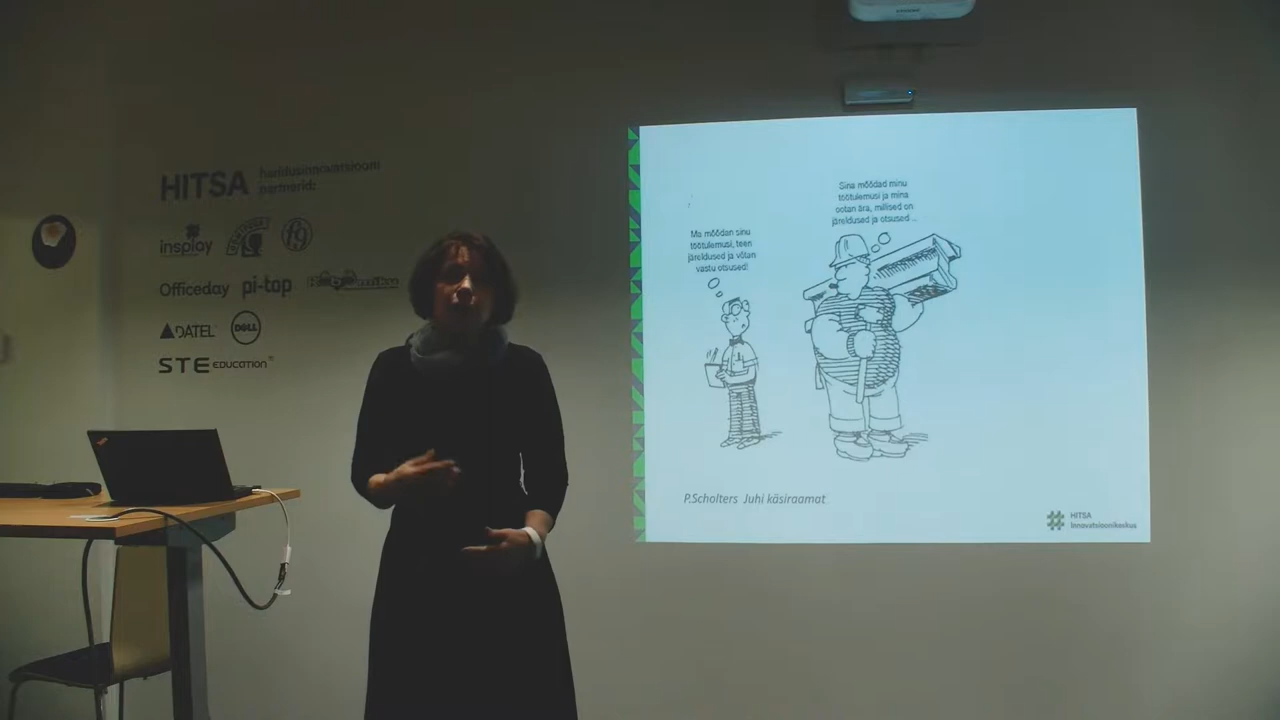 HITSA
haridusinnovatsiooni
partnerid:
insplay
f9
Officeday
pi-top
DATEL
DELL
STE EDUCATION
Ma mõõdan sinu
töötulemusi, teen
järeldused ja võtan
vastu otsused!
Sina mõõdad minu
töötulemusi ja mina
ootan ära, millised on
järeldused ja otsused ...
P.Scholters Juhi käsiraamat
HITSA
Innovatsioonikeskus